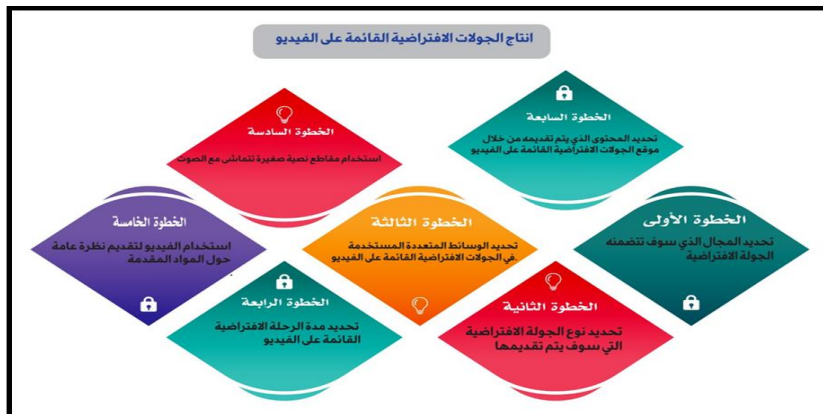 انتاج الجولات الافتراضية القائمة على الفيديو
الخطوة السابعة
تحديد المحتوى الذي يتم تقديمه من خلال
موقع الجولات الافتراضية القائمة على الفيديو
الخطوة السادسة
استخدام مقاطع نصية صغيرة تتماشى مع الصوت
الخطوة الأولى
تحديد المجال الذي سوف تتضمنه
الجولة الافتراضية
الخطوة الثالثة
تحديد الوسائط المتعددة المستخدمة
في الجولات الافتراضية القائمة على الفيديو.
الخطوة الخامسة
استخدام الفيديو لتقديم نظرة عامة
حول المواد المقدمة
.
الخطوة الثانية
تحديد نوع الجولة الافتراضية
التي سوف يتم تقديمها
الخطوة الرابعة
تحديد مدة الرحلة الافتراضية
القائمة على الفيديو